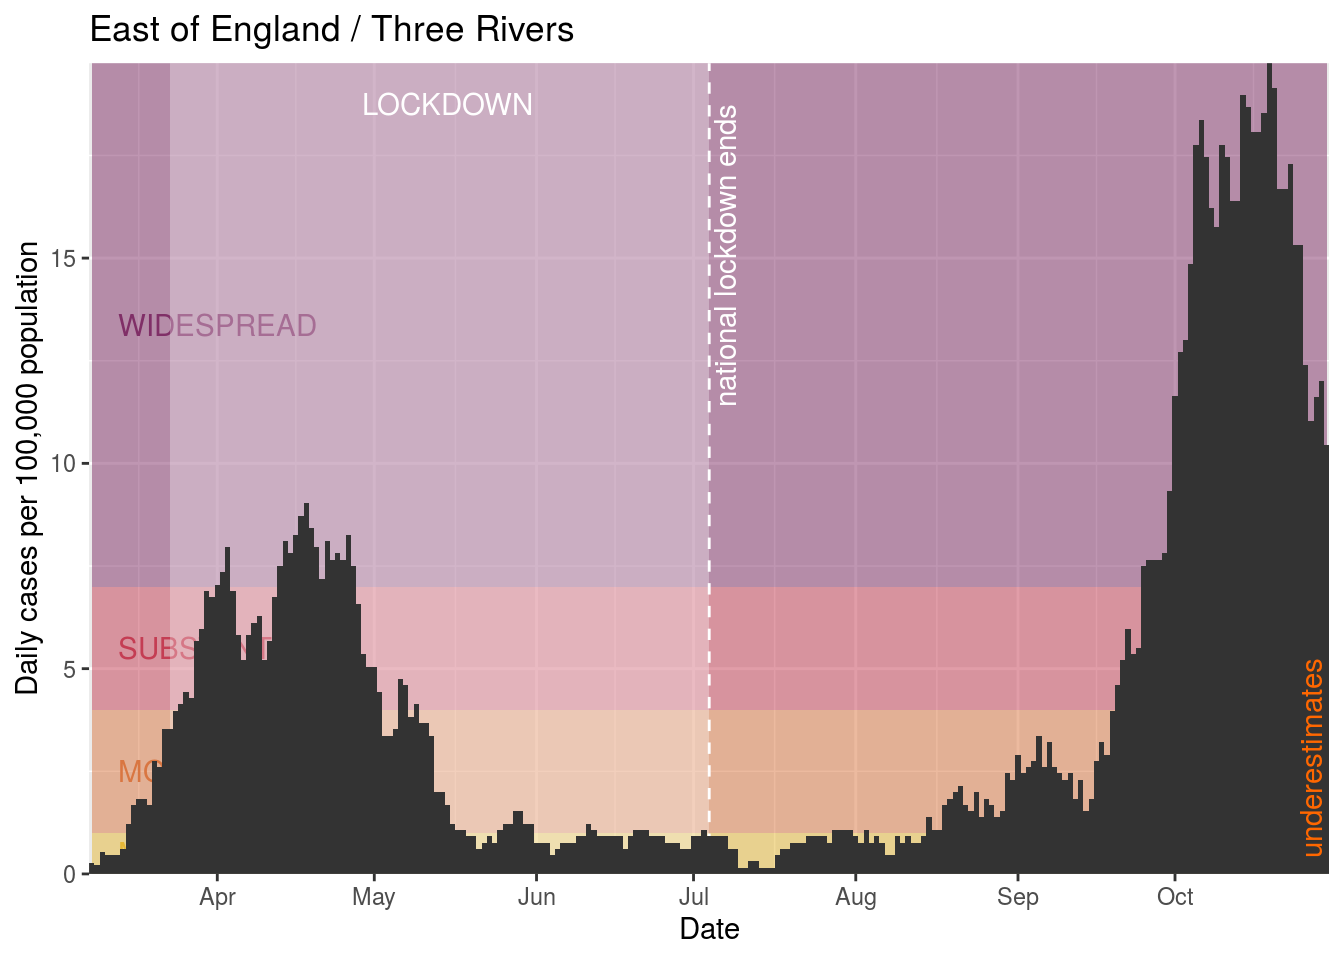 East of England / Three Rivers
LOCKDOWN
national lockdown ends
WIDESPREAD
underestimates
Daily cases per 100,000 population
15
10
5
0
Apr
May
Jun
Jul
Aug
Sep
Oct
Date